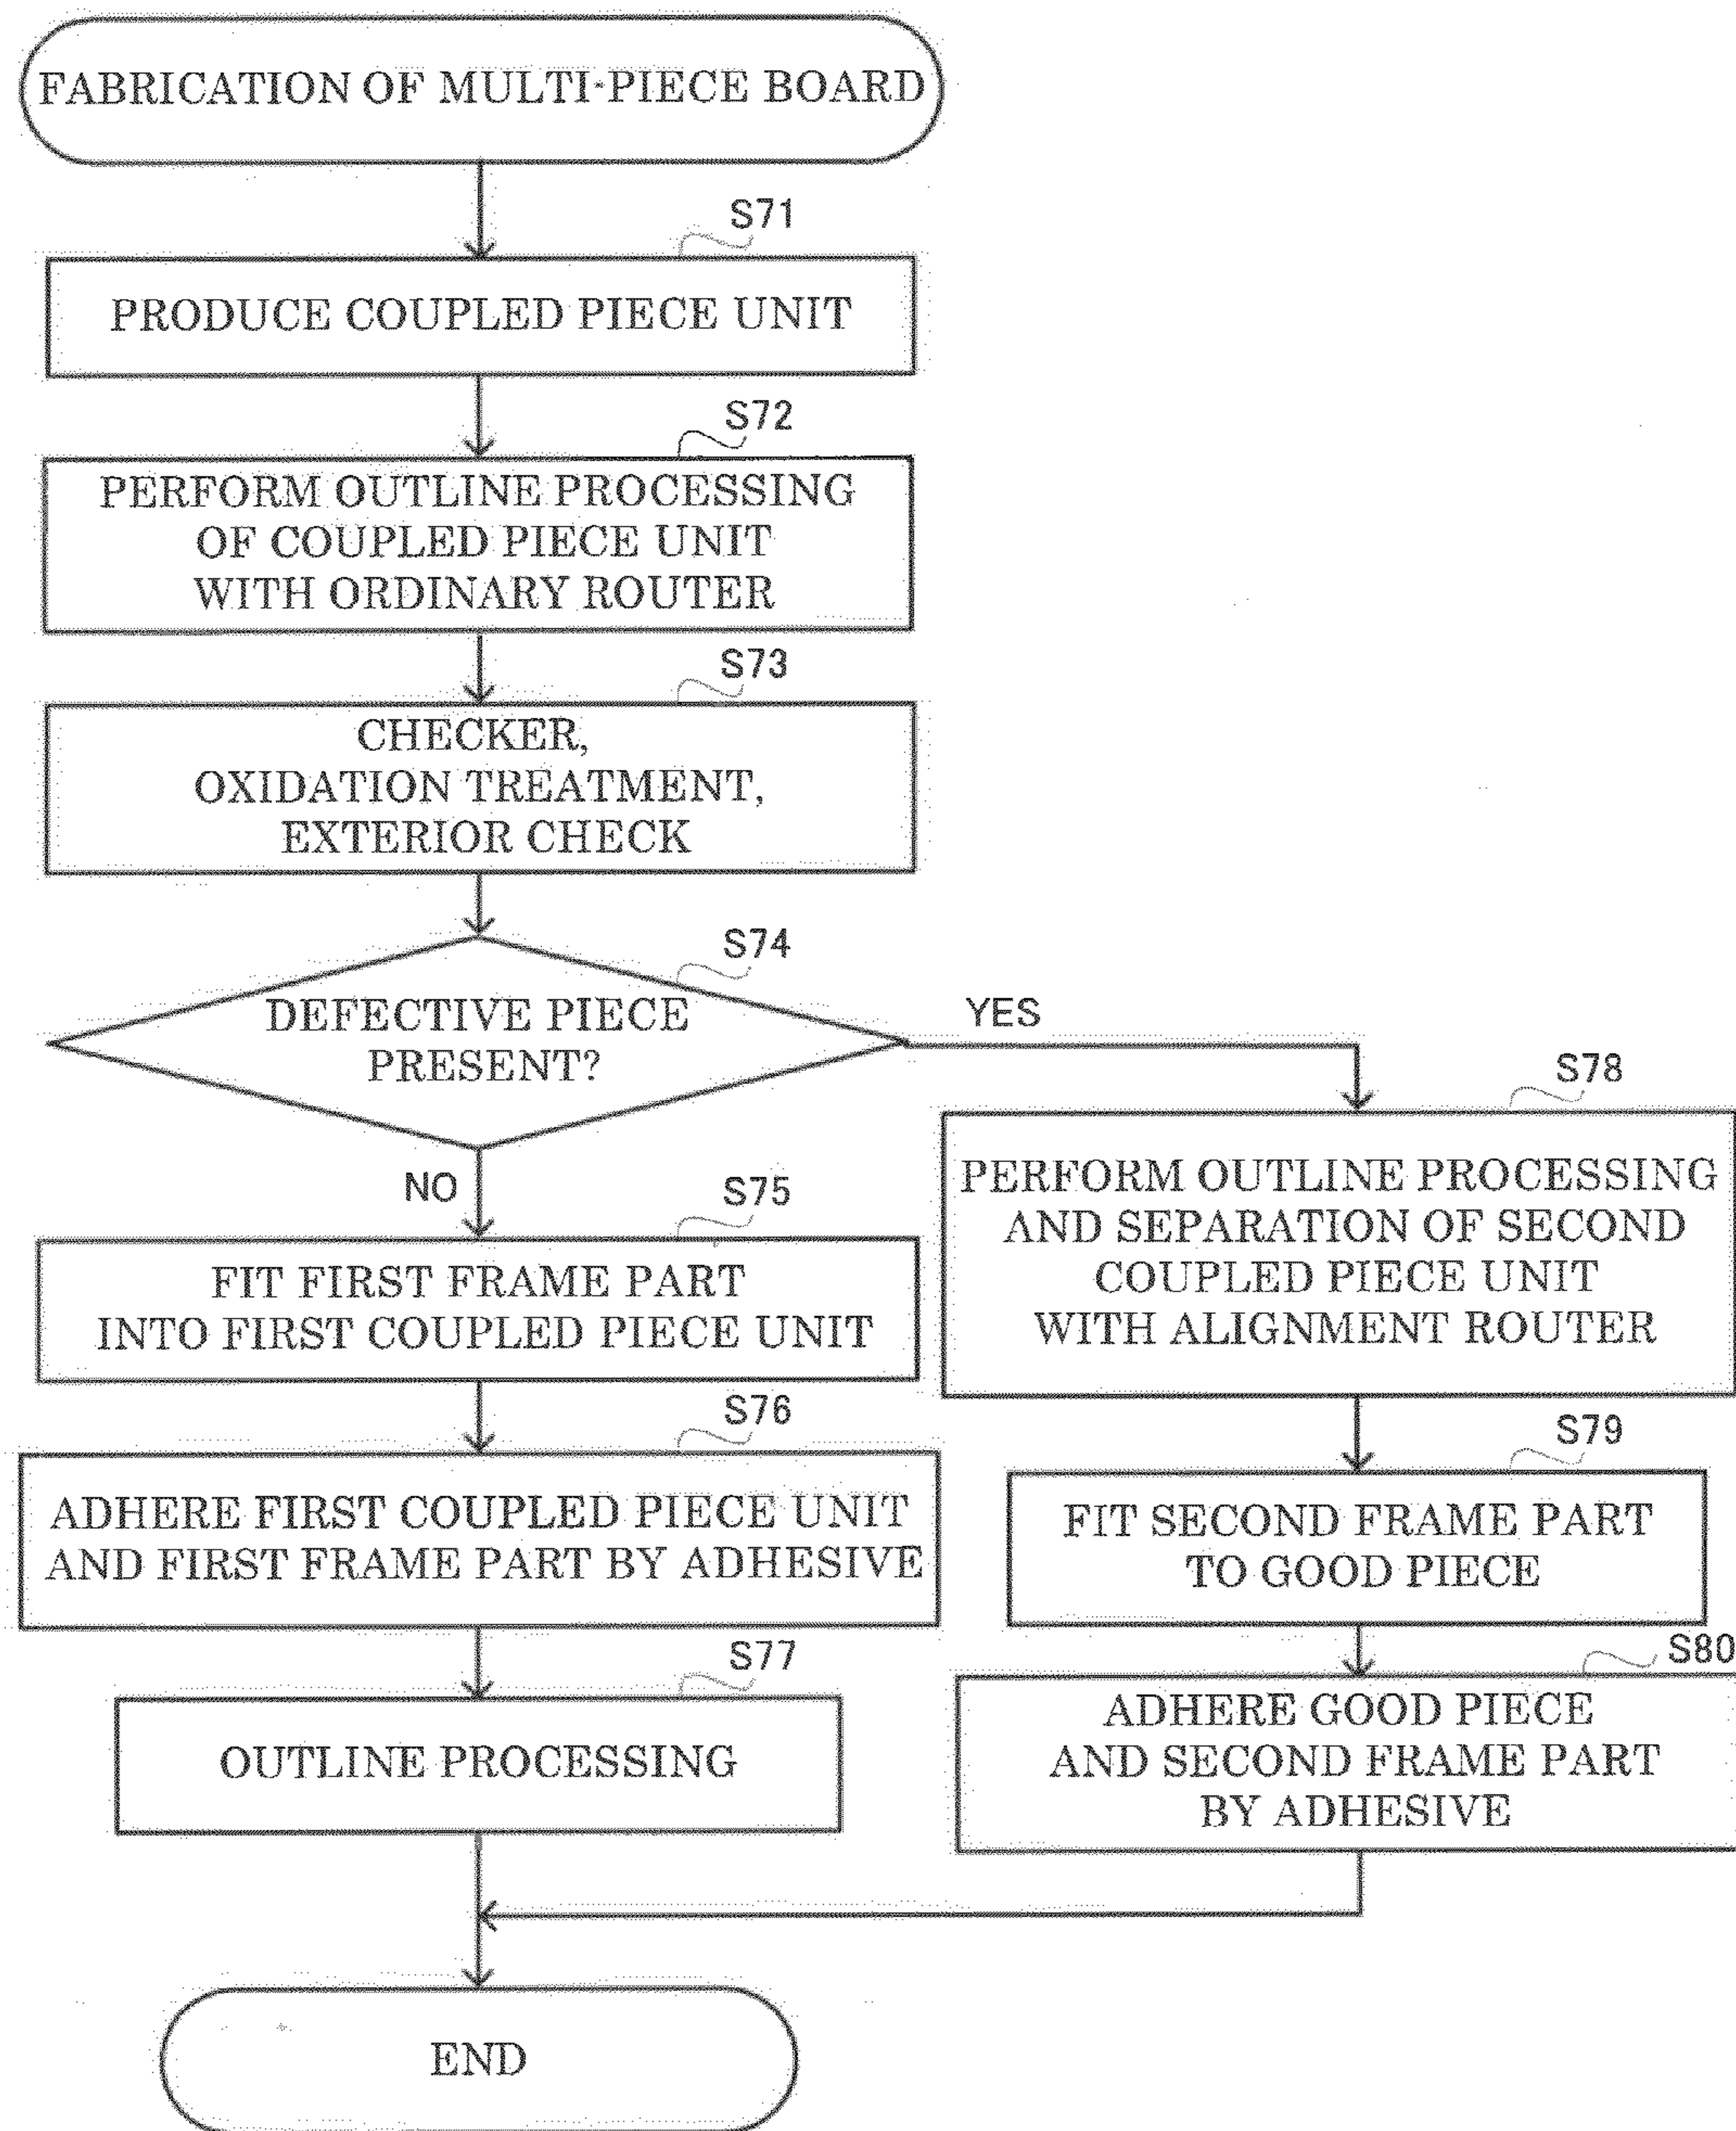 FABRICATION OF MULTI-PIECE BOARD
S71
PRODUCE COUPLED PIECE UNIT
S72
PERFORM OUTLINE PROCESSING
OF COUPLED PIECE UNIT
WITH ORDINARY ROUTER
S73
CHECKER,
OXIDATION TREATMENT,
EXTERIOR CHECK
S74
DEFECTIVE PIECE
PRESENT?
YES
NO
S75
FIT FIRST FRAME PART
INTO FIRST COUPLED PIECE UNIT
S76
ADHERE FIRST COUPLED PIECE UNIT
AND FIRST FRAME PART BY ADHESIVE
S77
OUTLINE PROCESSING
S78
PERFORM OUTLINE PROCESSING
AND SEPARATION OF SECOND
COUPLED PIECE UNIT
WITH ALIGNMENT ROUTER
S79
FIT SECOND FRAME PART
TO GOOD PIECE
S80
ADHERE GOOD PIECE
AND SECOND FRAME PART
BY ADHESIVE
END